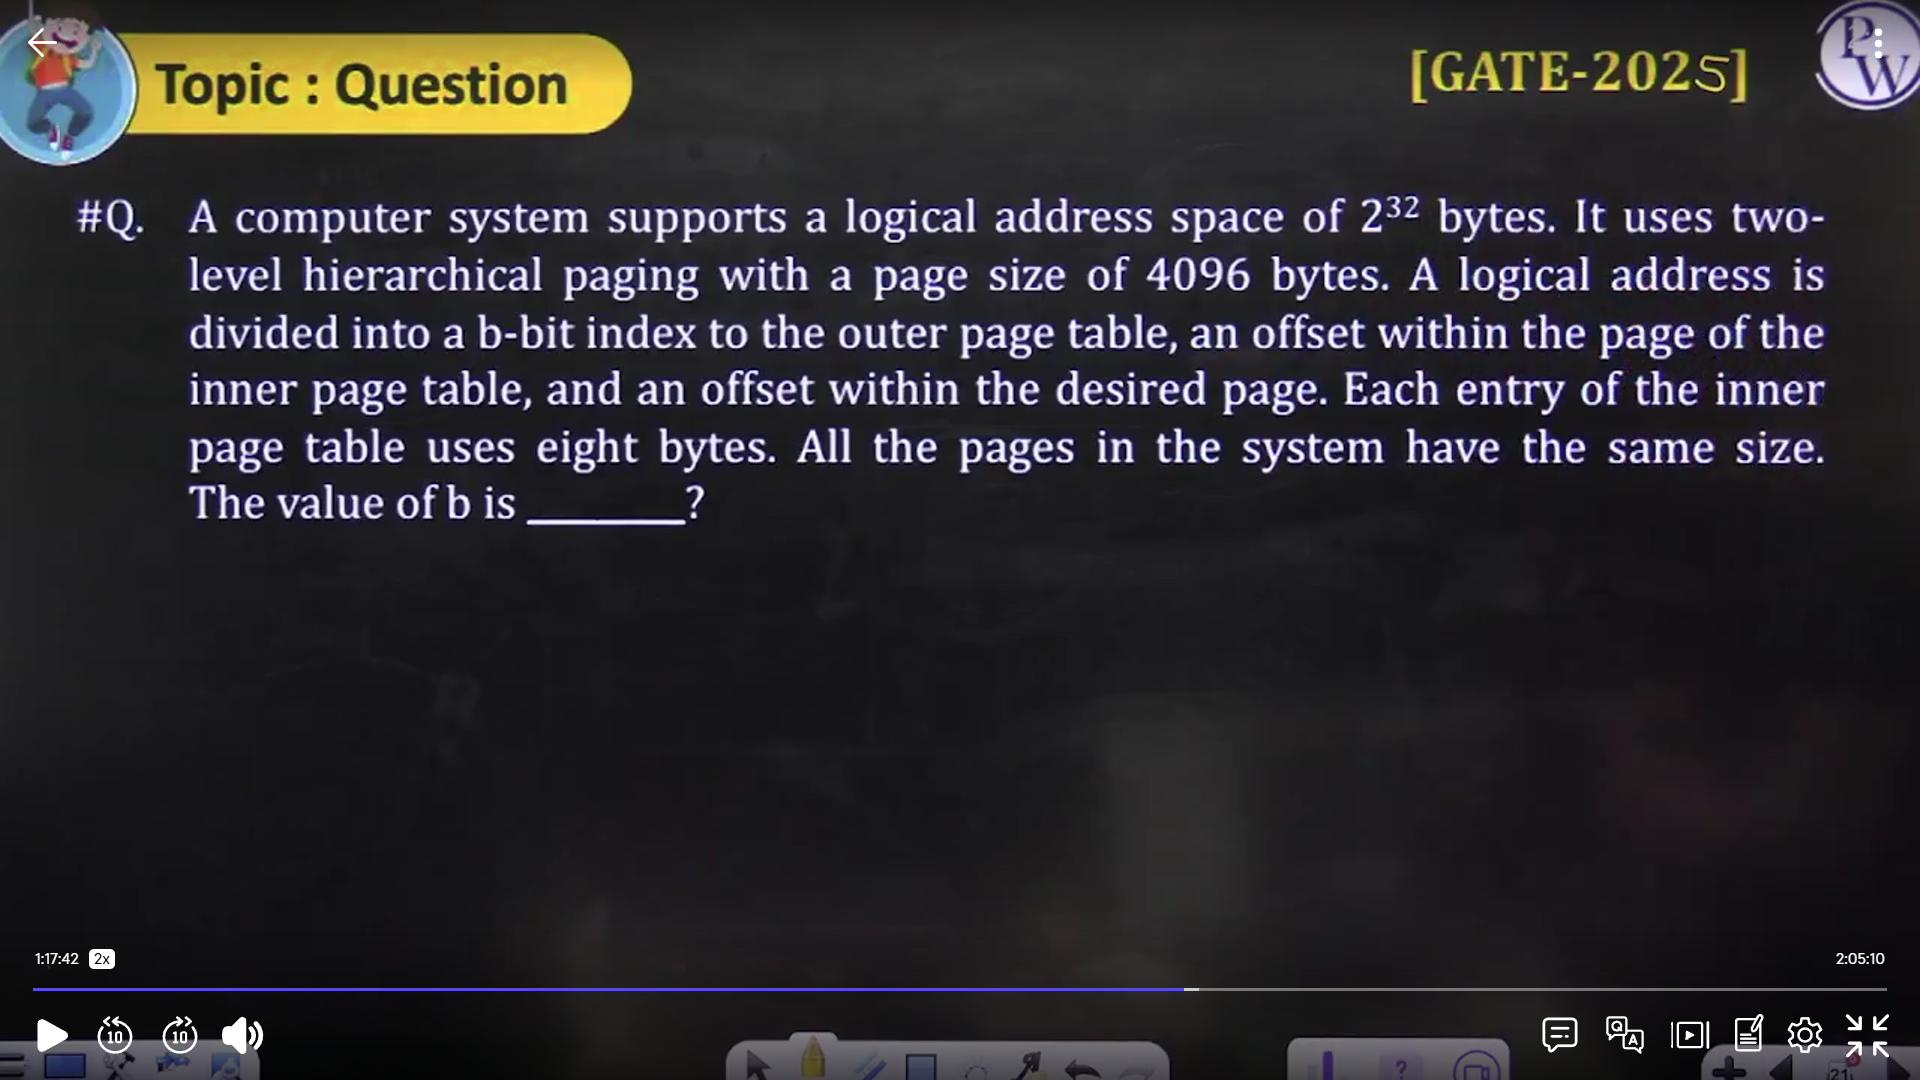 Topic : Question
[GATE-2025]
PW
#Q. A computer system supports a logical address space of 2³² bytes. It uses two-
level hierarchical paging with a page size of 4096 bytes. A logical address is
divided into a b-bit index to the outer page table, an offset within the page of the
inner page table, and an offset within the desired page. Each entry of the inner
page table uses eight bytes. All the pages in the system have the same size.
The value of b is ________?
1:17:42 2x
2:05:10
10
10
Q A
?
21